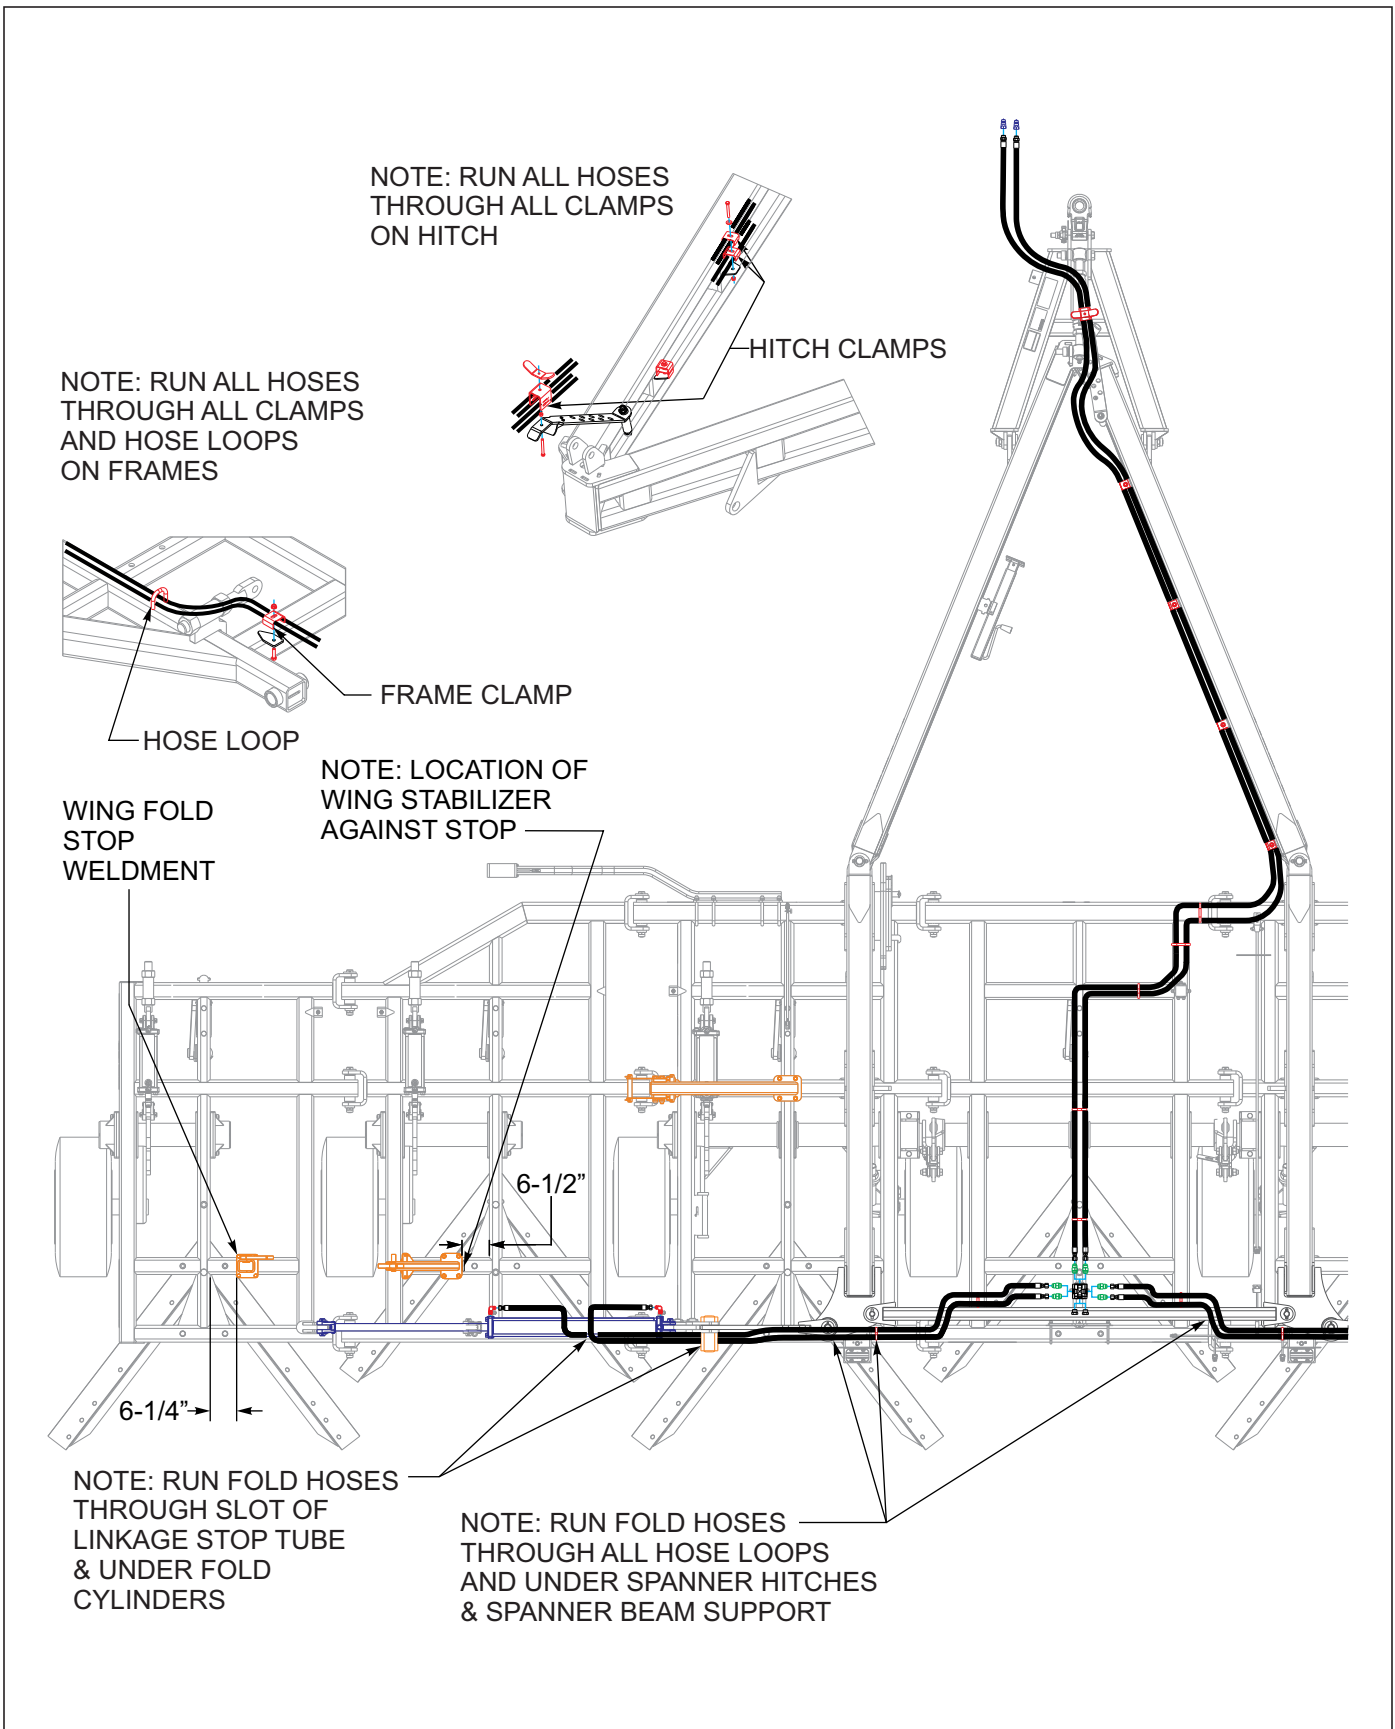 NOTE: RUN ALL HOSES
THROUGH ALL CLAMPS
ON HITCH
HITCH CLAMPS
NOTE: RUN ALL HOSES
THROUGH ALL CLAMPS
AND HOSE LOOPS
ON FRAMES
FRAME CLAMP
HOSE LOOP
NOTE: LOCATION OF
WING STABILIZER
AGAINST STOP
WING FOLD
STOP
WELDMENT
6-1/2”
6-1/4”
NOTE: RUN FOLD HOSES
THROUGH SLOT OF
LINKAGE STOP TUBE
& UNDER FOLD
CYLINDERS
NOTE: RUN FOLD HOSES
THROUGH ALL HOSE LOOPS
AND UNDER SPANNER HITCHES
& SPANNER BEAM SUPPORT